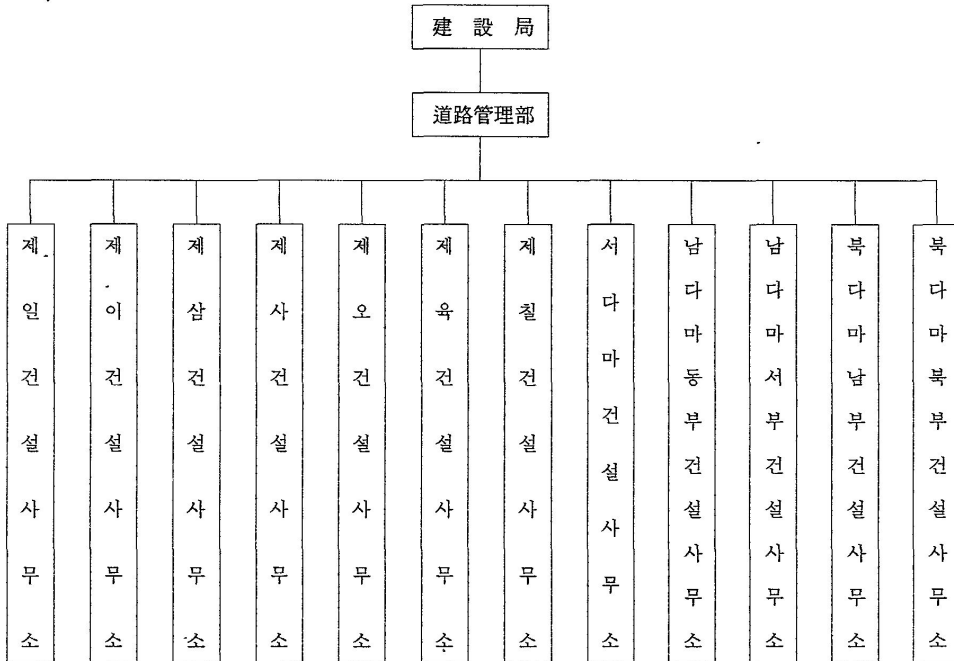 建 設 局
道路管理部
제일건설사무소
제이건설사무소
제삼건설사무소
제사건설사무소
제오건설사무소
제육건설사무소
제칠건설사무소
서다마건설사무소
남다마동부건설사무소
남다마서부건설사무소
북다마남부건설사무소
북다마북부건설사무소